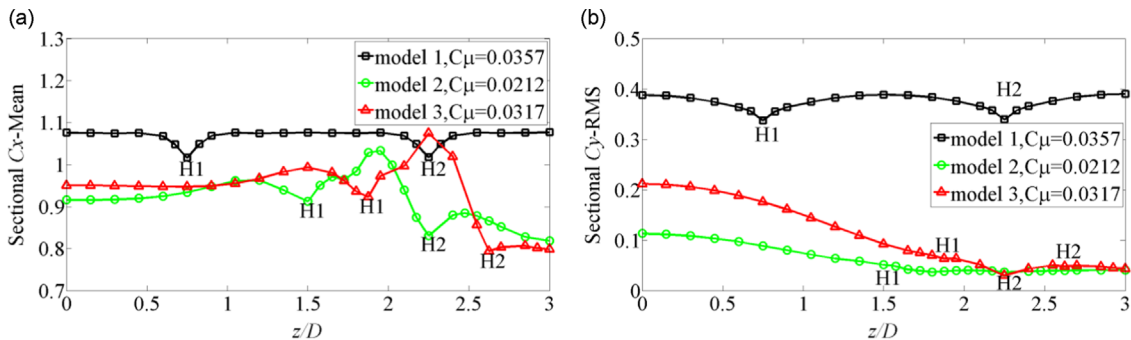 (a)
1.3
1.2
1.1
1
0.9
0.8
0.7
Sectional Cx-Mean
model 1,Cμ=0.0357
model 2,Cμ=0.0212
model 3,Cμ=0.0317
H1
H2
H1
H1
H2
H2
0
0.5
1
1.5
2
2.5
3
z/D
(b)
0.5
0.4
0.3
0.2
0.1
0
Sectional Cy-RMS
H2
H1
model 1,Cμ=0.0357
model 2,Cμ=0.0212
model 3,Cμ=0.0317
H1
H2
H1
H2
0
0.5
1
1.5
2
2.5
3
z/D